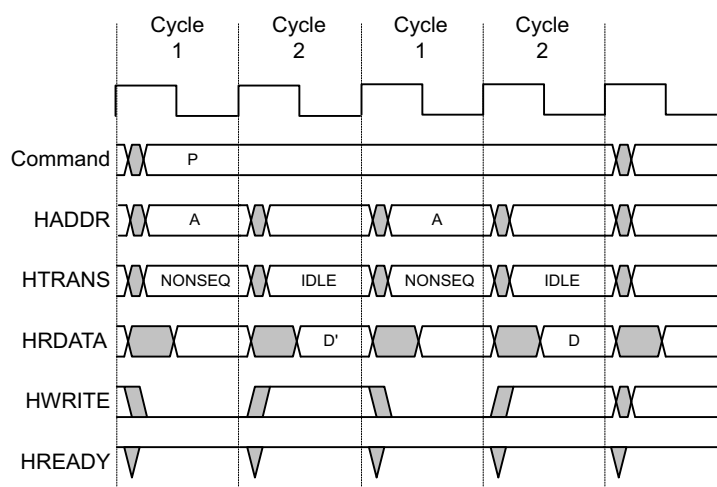 Cycle Cycle Cycle Cycle
1 2 1 2
Command P
HADDR A A
HTRANS NONSEQ IDLE NONSEQ IDLE
HRDATA D' D
HWRITE
HREADY